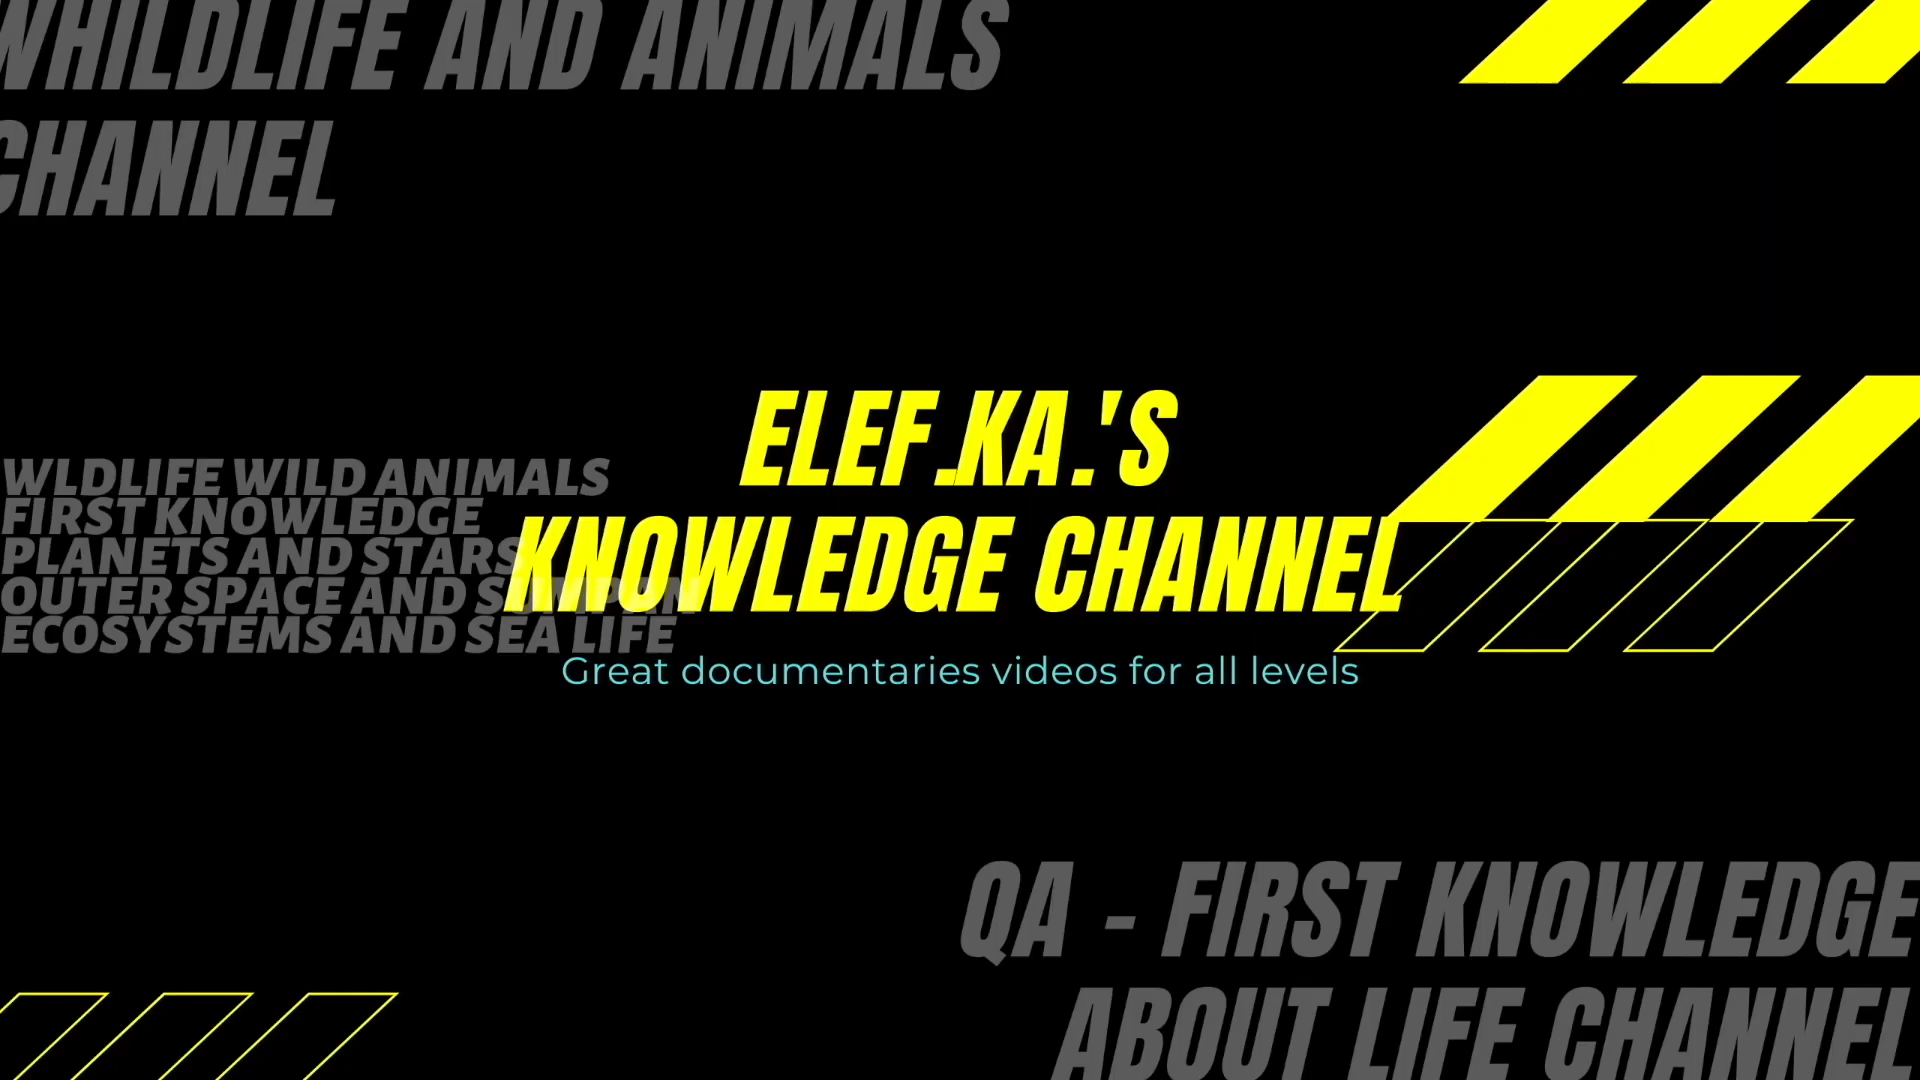 WHILDLIFE AND ANIMALS
CHANNEL
ELEF.KA.'S
KNOWLEDGE CHANNEL
Great documentaries videos for all levels
WLDLIFE WILD ANIMALS
FIRST KNOWLEDGE
PLANETS AND STARS
OUTER SPACE AND
ECOSYSTEMS AND SEA LIFE
QA - FIRST KNOWLEDGE
ABOUT LIFE CHANNEL